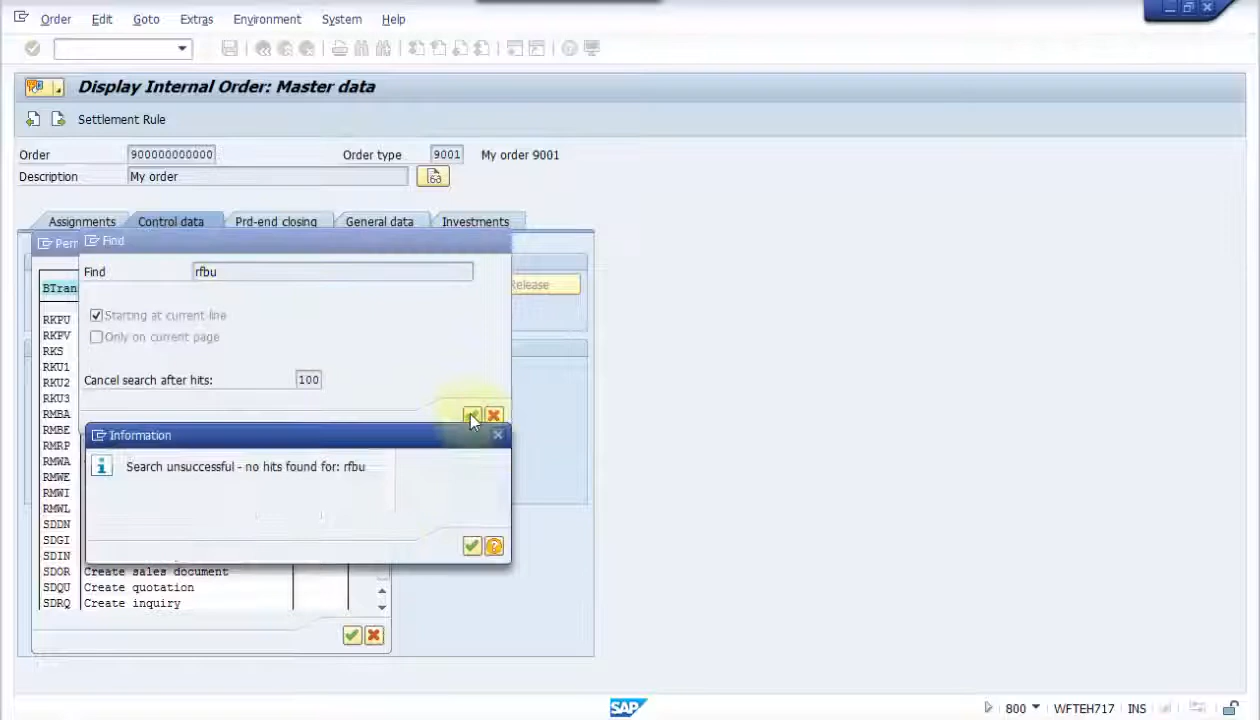 Order Edit Goto Extras Environment System Help
Display Internal Order: Master data
Settlement Rule
Order 900000000000 Order type 9001 My order 9001
Description My order
Assignments Control data Prd-end closing General data Investments
Find
Find rfbu
BTran
Release
Starting at current line
RKPU
RKPV
Only on current page
RKS
RKU1
RKU2
Cancel search after hits: 100
RKU3
RMBA
RMBE
Information
RMRP
RMWA
Search unsuccessful - no hits found for: rfbu
RMWE
RMWI
RMWL
SDDN
SDGI
SDIN
SDOR Create sales document
SDQU Create quotation
SDRQ Create inquiry
SAP
800 WFTEH717 INS